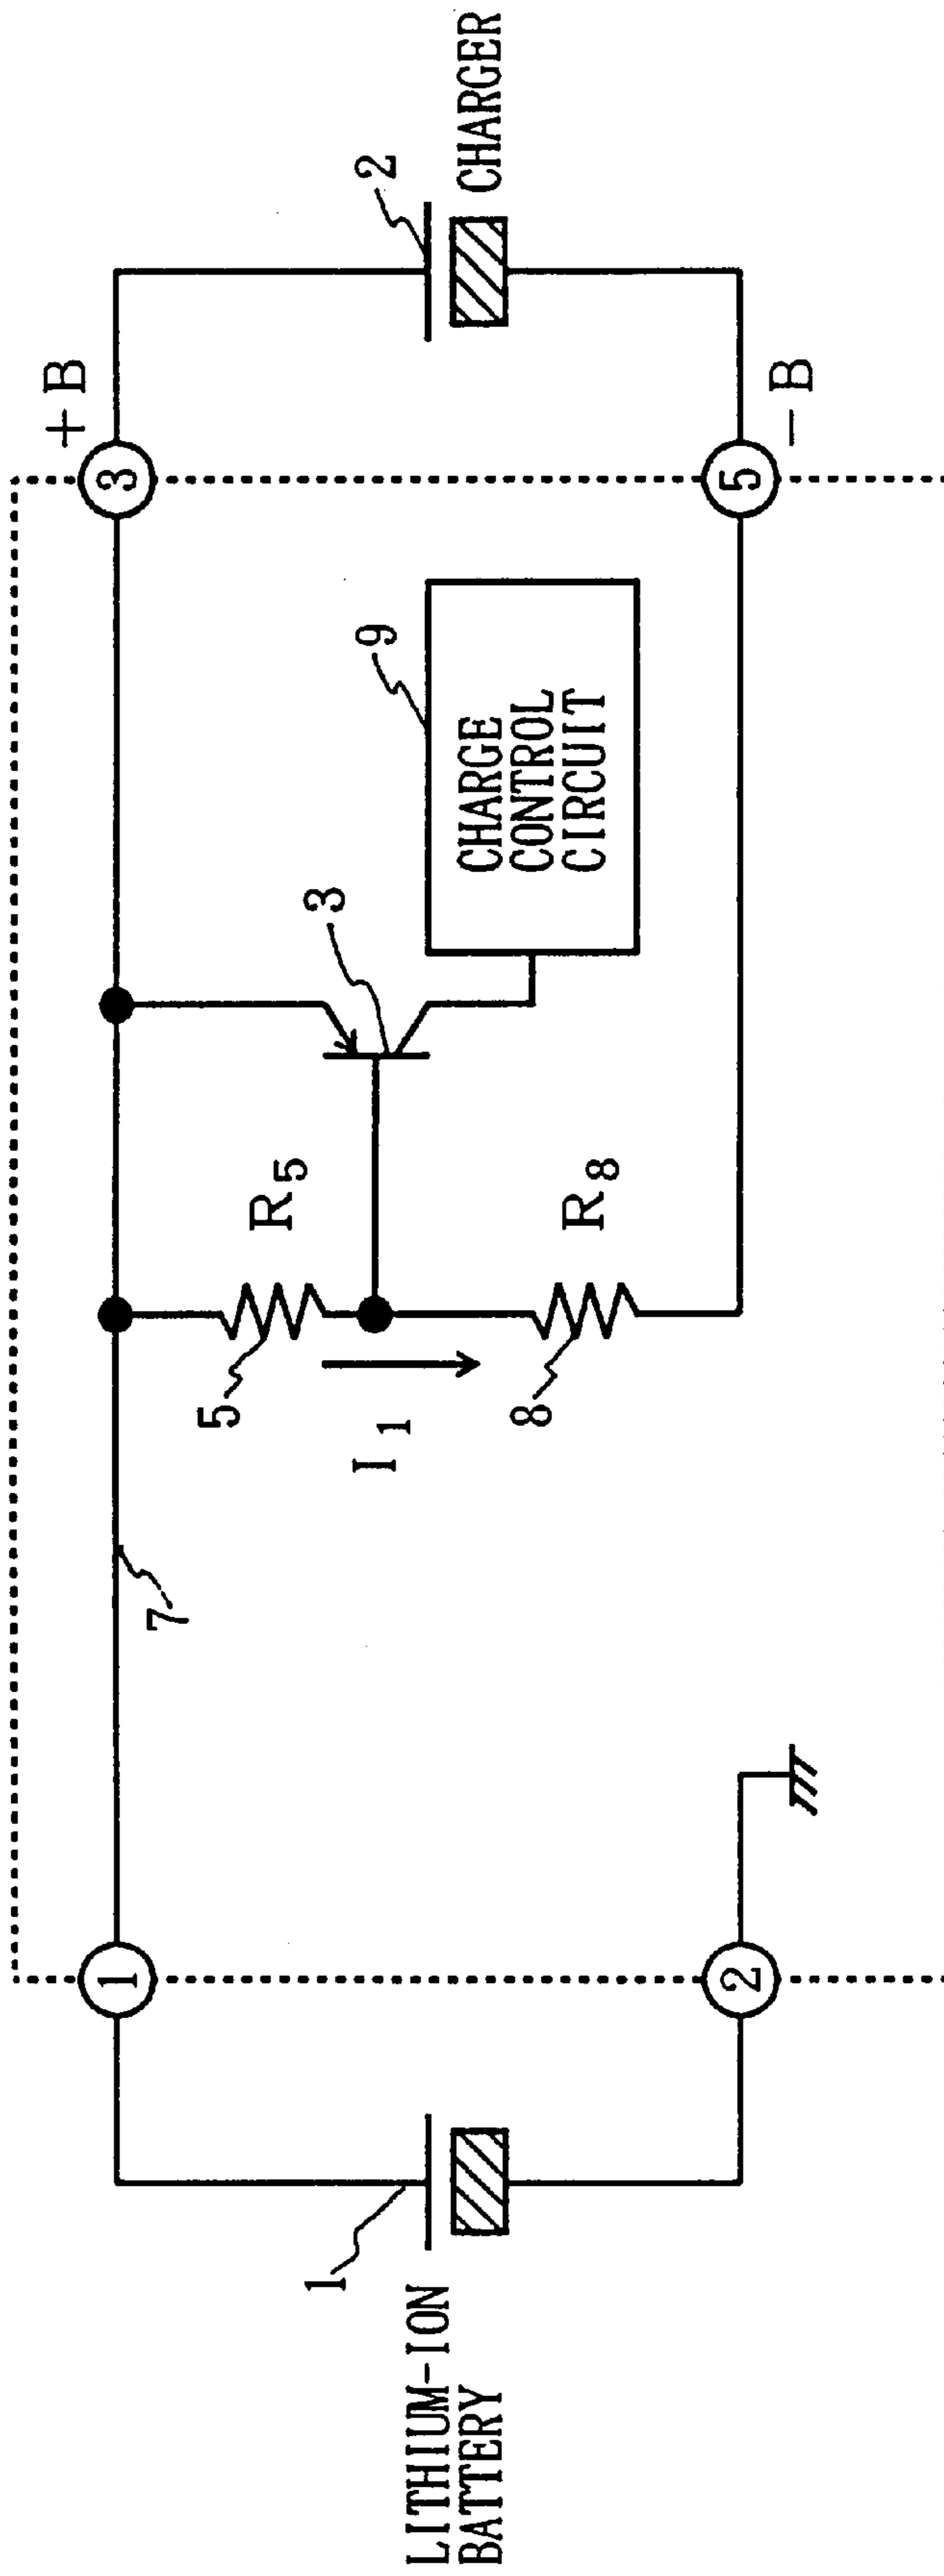 LITHIUM-ION
BATTERY
1
1
2
7
5
R5
I1
8
R8
3
CHARGE
CONTROL
CIRCUIT
9
3
+B
5
-B
2
CHARGER